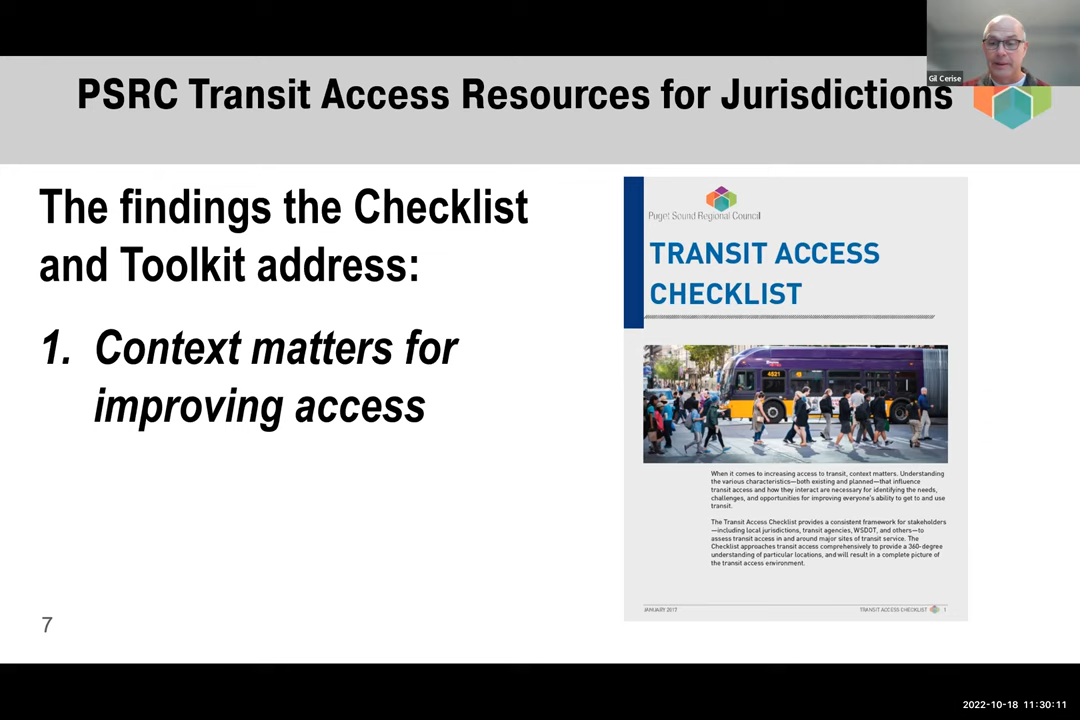 Gil Cerise
PSRC Transit Access Resources for Jurisdictions
The findings the Checklist
and Toolkit address:
1. Context matters for
improving access
7
Puget Sound Regional Council
TRANSIT ACCESS
CHECKLIST
4521
When it comes to increasing access to transit, context matters. Understanding
the various characteristics—both existing and planned—that influence
transit access and how they interact are necessary for identifying the needs,
challenges, and opportunities for improving everyone's ability to get to and use
transit.
The Transit Access Checklist provides a consistent framework for stakeholders
—including local jurisdictions, transit agencies, WSDOT, and others—to
assess transit access in and around major sites of transit service. The
Checklist approaches transit access comprehensively to provide a 360-degree
understanding of particular locations, and will result in a complete picture of
the transit access environment.
JANUARY 2017
TRANSIT ACCESS CHECKLIST 1
2022-10-18 11:30:11